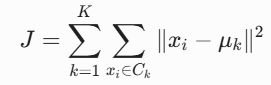 J = \sum_{k=1}^{K} \sum_{x_i \in C_k} \|x_i - \mu_k\|^2